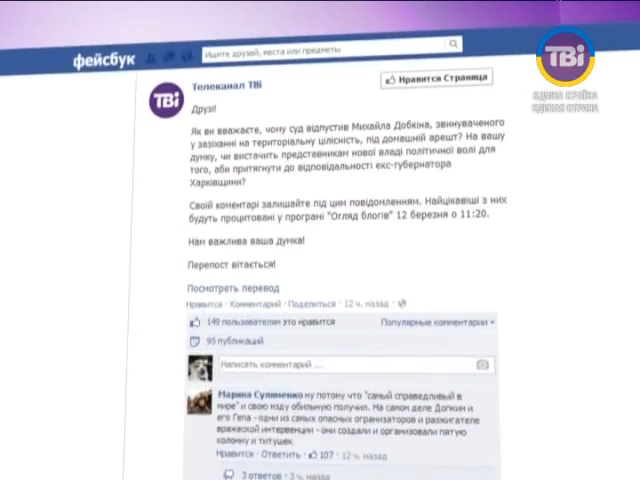 фейсбук
Ищите друзей, места или предметы
ТВі
ЄДИНА КРАЇНА
ЕДИНАЯ СТРАНА
ТВі
Телеканал ТВі
Нравится Страница
Друзі!
Як ви вважаєте, чому суд відпустив Михайла Добкіна, звинуваченого
у зазіханні на територіальну цілісність, під домашній арешт? На вашу
думку, чи вистачить представникам нової владі політичної волі для
того, аби притягнути до відповідальності екс-губернатора
Харківщини?
Своїй коментарі залишайте під цим повідомленням. Найцікавіші з них
будуть процитовані у програмі "Огляд блогів" 12 березня о 11:20.
Нам важлива ваша думка!
Перепост вітається!
Посмотреть перевод
Нравится · Комментарий · Поделиться · 12 ч. назад ·
149 пользователям это нравится
Популярные комментарии
95 публикаций
Написать комментарий ...
Марина Сулименко ну потому что "самый справедливый в
мире" и свою мзду обильную получил. На самом деле Допкин и
его Гепа - одни из самых опасных огранизаторов и разжигателе
вражеской интервенции - они создали и организовали пятую
колонну и титушек
Нравится · Ответить · 107 · 12 ч. назад
3 ответов · 3 ч. назад